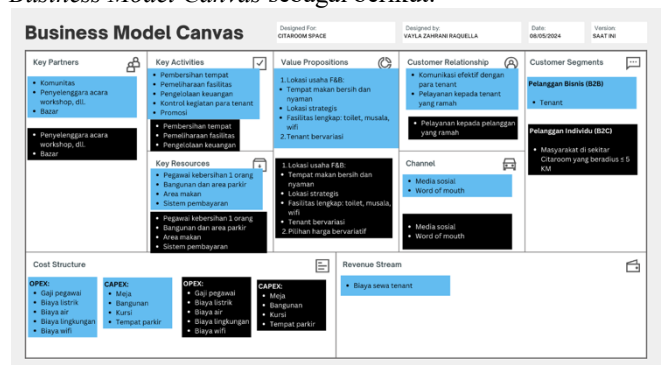 Business Model Canvas sebagai berikut.
Business Model Canvas
Designed For:
CITAROOM SPACE
Designed by:
VAYLA ZAHRANI RAQUELLA
Date:
08/05/2024
Version:
SAAT INI
Key Partners
• Komunitas
• Penyelenggara acara
workshop, dll.
• Bazar
• Penyelenggara acara
workshop, dll.
• Bazar
Key Activities
• Pembersihan tempat
• Pemeliharaan fasilitas
• Pengelolaan keuangan
• Kontrol kegiatan para tenant
• Promosi
• Pembersihan tempat
• Pemeliharaan fasilitas
• Pengelolaan keuangan
Key Resources
• Pegawai kebersihan 1 orang
• Bangunan dan area parkir
• Area makan
• Sistem pembayaran
• Pegawai kebersihan 1 orang
• Bangunan dan area parkir
• Area makan
• Sistem pembayaran
Value Propositions
1.Lokasi usaha F&B:
• Tempat makan bersih dan
nyaman
• Lokasi strategis
• Fasilitas lengkap: toilet, musala,
wifi
2.Tenant bervariasi
1.Lokasi usaha F&B:
• Tempat makan bersih dan
nyaman
• Lokasi strategis
• Fasilitas lengkap: toilet, musala,
wifi
• Tenant bervariasi
2.Pilihan harga bervariatif
Customer Relationship
• Komunikasi efektif dengan
para tenant
• Pelayanan kepada tenant
yang ramah
• Pelayanan kepada pelanggan
yang ramah
Channel
• Media sosial
• Word of mouth
• Media sosial
• Word of mouth
Customer Segments
Pelanggan Bisnis (B2B)
• Tenant
Pelanggan Individu (B2C)
• Masyarakat di sekitar
Citaroom yang beradius ≤ 5
KM
Cost Structure
OPEX:
• Gaji pegawai
• Biaya listrik
• Biaya air
• Biaya lingkungan
• Biaya wifi
CAPEX:
• Meja
• Bangunan
• Kursi
• Tempat parkir
OPEX:
• Gaji pegawai
• Biaya listrik
• Biaya air
• Biaya lingkungan
• Biaya wifi
CAPEX:
• Meja
• Bangunan
• Kursi
• Tempat parkir
Revenue Stream
• Biaya sewa tenant